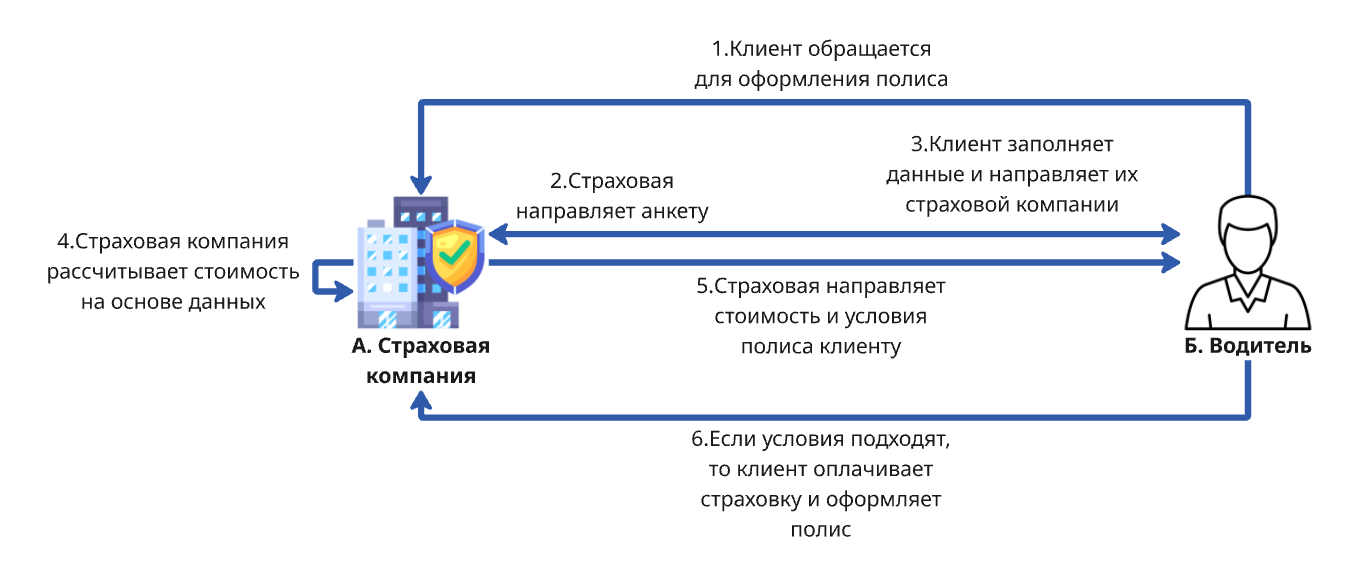 1.Клиент обращается
для оформления полиса
2.Страховая
направляет анкету
3.Клиент заполняет
данные и направляет их
страховой компании
4.Страховая компания
рассчитывает стоимость
на основе данных
5.Страховая направляет
стоимость и условия
полиса клиенту
А. Страховая
компания
Б. Водитель
6.Если условия подходят,
то клиент оплачивает
страховку и оформляет
полис